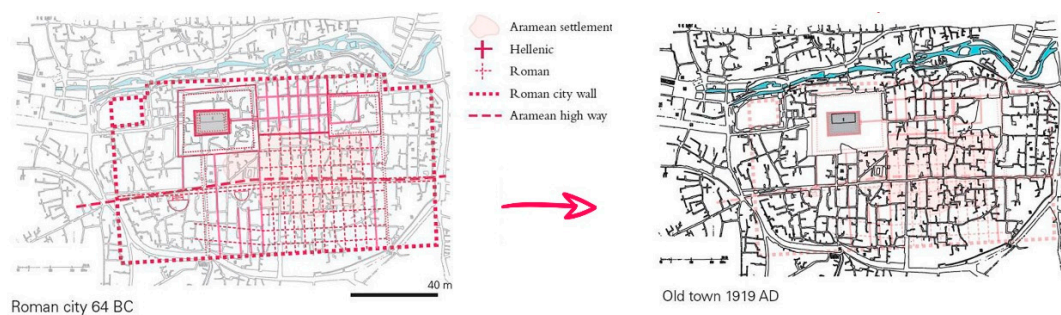 Aramean settlement
Hellenic
Roman
Roman city wall
Aramean high way
40 m
Roman city 64 BC
Old town 1919 AD